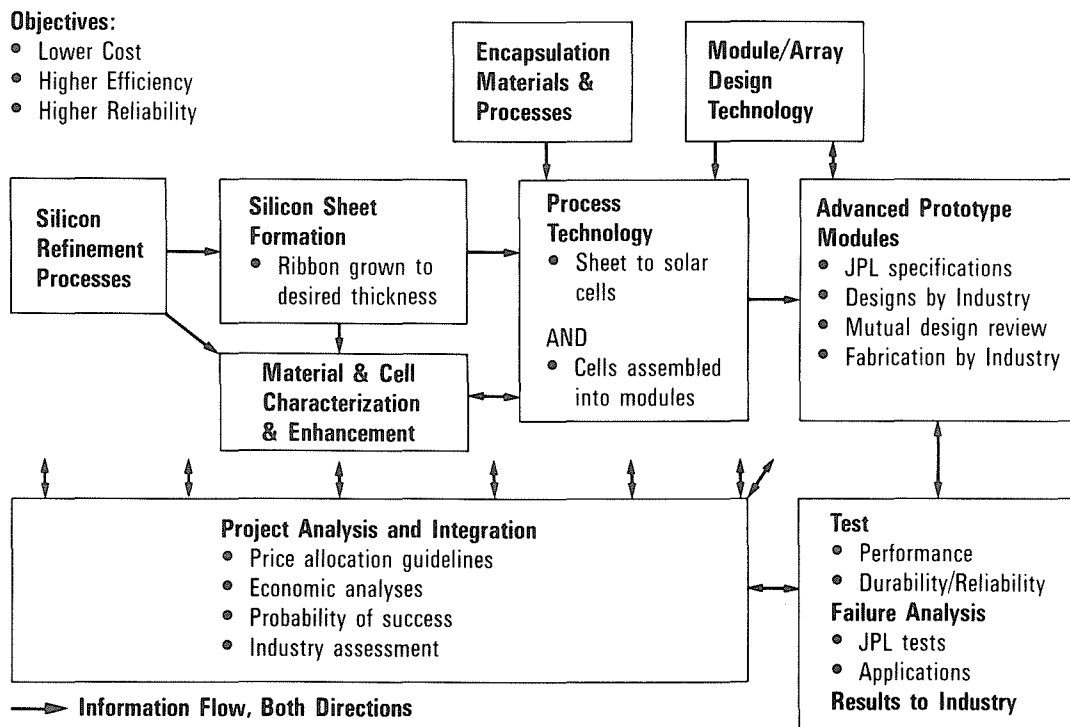 Objectives:
• Lower Cost
• Higher Efficiency
• Higher Reliability
Encapsulation
Materials &
Processes
Module/Array
Design
Technology
Silicon
Refinement
Processes
Silicon Sheet
Formation
• Ribbon grown to
desired thickness
Process
Technology
• Sheet to solar
cells
AND
• Cells assembled
into modules
Advanced Prototype
Modules
• JPL specifications
• Designs by Industry
• Mutual design review
• Fabrication by Industry
Material & Cell
Characterization
& Enhancement
Project Analysis and Integration
• Price allocation guidelines
• Economic analyses
• Probability of success
• Industry assessment
Test
• Performance
• Durability/Reliability
Failure Analysis
• JPL tests
• Applications
Results to Industry
Information Flow, Both Directions